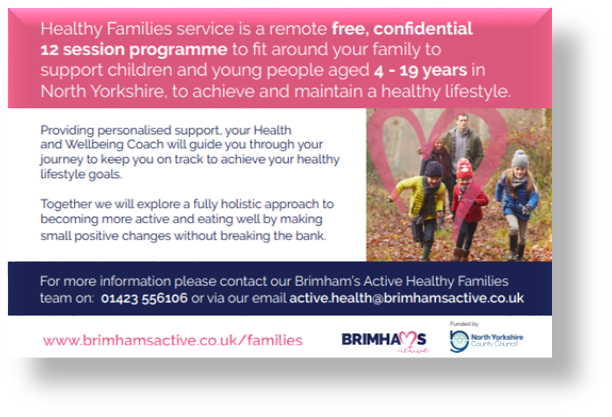 Healthy Families service is a remote free, confidential
12 session programme to fit around your family to
support children and young people aged 4 - 19 years in
North Yorkshire, to achieve and maintain a healthy lifestyle.
Providing personalised support, your Health
and Wellbeing Coach will guide you through your
journey to keep you on track to achieve your healthy
lifestyle goals.
Together we will explore a fully holistic approach to
becoming more active and eating well by making
small positive changes without breaking the bank.
For more information please contact our Brimham's Active Healthy Families
team on: 01423 556106 or via our email active.health@brimhamsactive.co.uk
www.brimhamsactive.co.uk/families
BRIMHAMS
active
Funded by
North Yorkshire
County Council